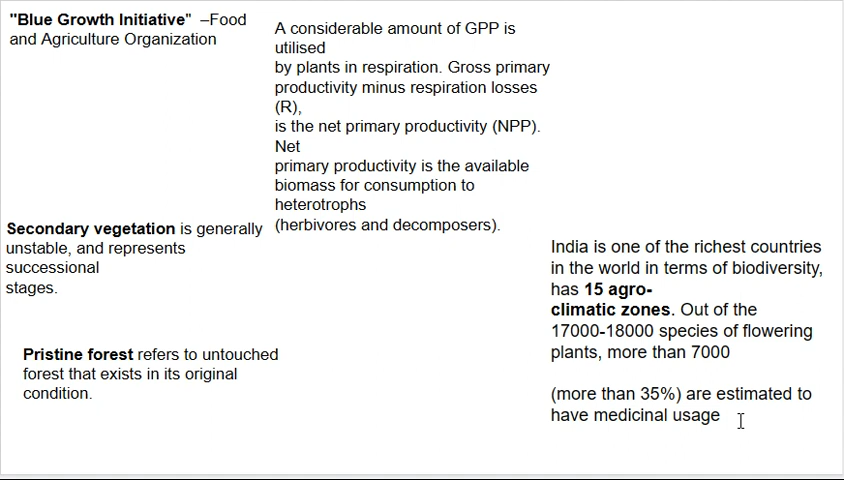 "Blue Growth Initiative" –Food
and Agriculture Organization
A considerable amount of GPP is
utilised
by plants in respiration. Gross primary
productivity minus respiration losses
(R),
is the net primary productivity (NPP).
Net
primary productivity is the available
biomass for consumption to
heterotrophs
(herbivores and decomposers).
Secondary vegetation is generally
unstable, and represents
successional
stages.
Pristine forest refers to untouched
forest that exists in its original
condition.
India is one of the richest countries
in the world in terms of biodiversity,
has 15 agro-
climatic zones. Out of the
17000-18000 species of flowering
plants, more than 7000
(more than 35%) are estimated to
have medicinal usage